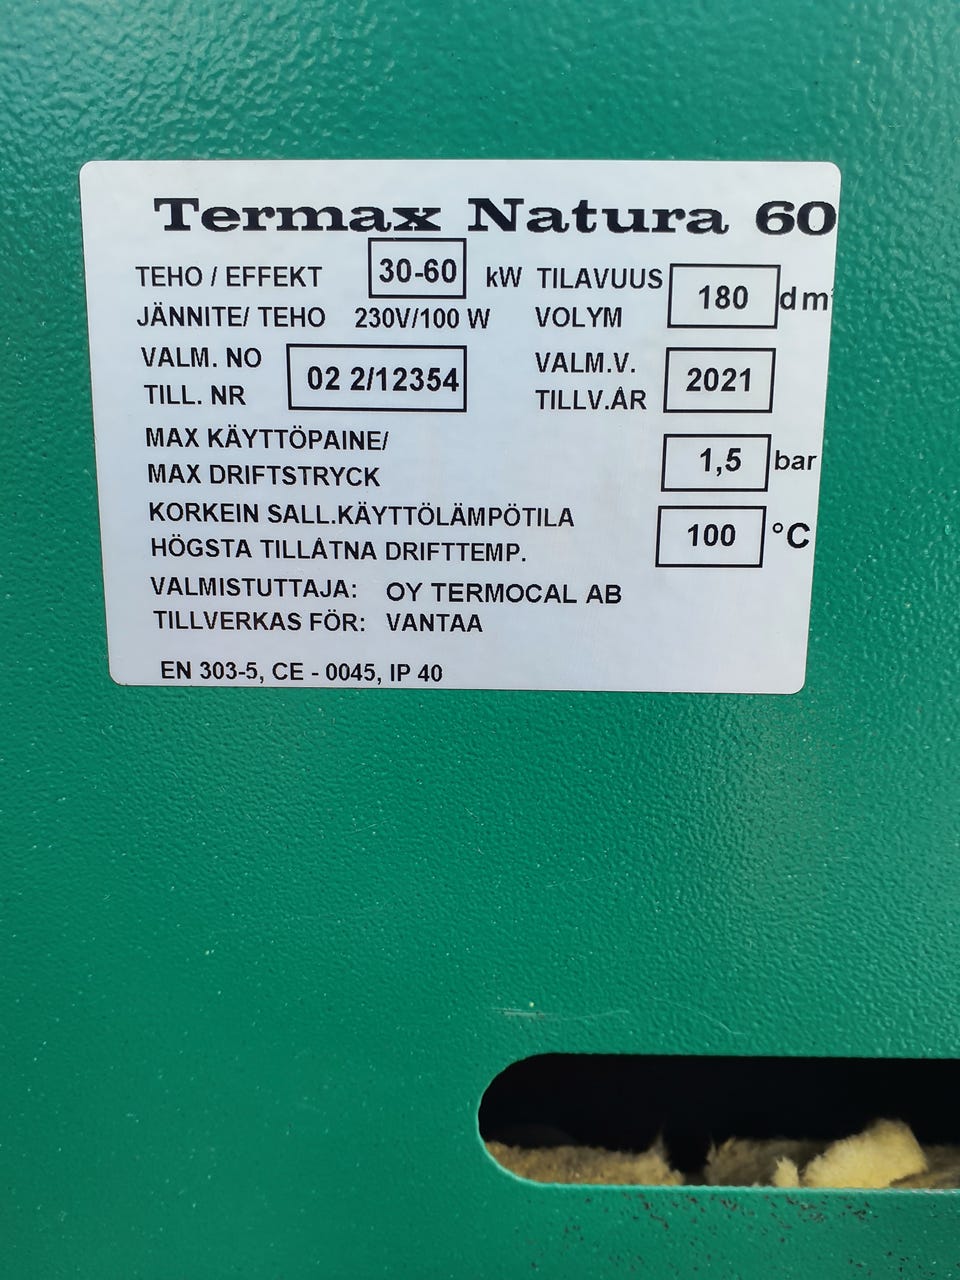 Termax Natura 60
TEHO / EFFEKT 30-60 kW TILAVUUS 180 dm³
JÄNNITE/ TEHO 230V/100 W VOLYM
VALM. NO 02 2/12354 VALM.V. 2021
TILL. NR TILLV.ÅR
MAX KÄYTTÖPAINE/ 1,5 bar
MAX DRIFTSTRYCK
KORKEIN SALL.KÄYTTÖLÄMPÖTILA 100 °C
HÖGSTA TILLÅTNA DRIFTTEMP.
VALMISTUTTAJA: OY TERMOCAL AB
TILLVERKAS FÖR: VANTAA
EN 303-5, CE - 0045, IP 40